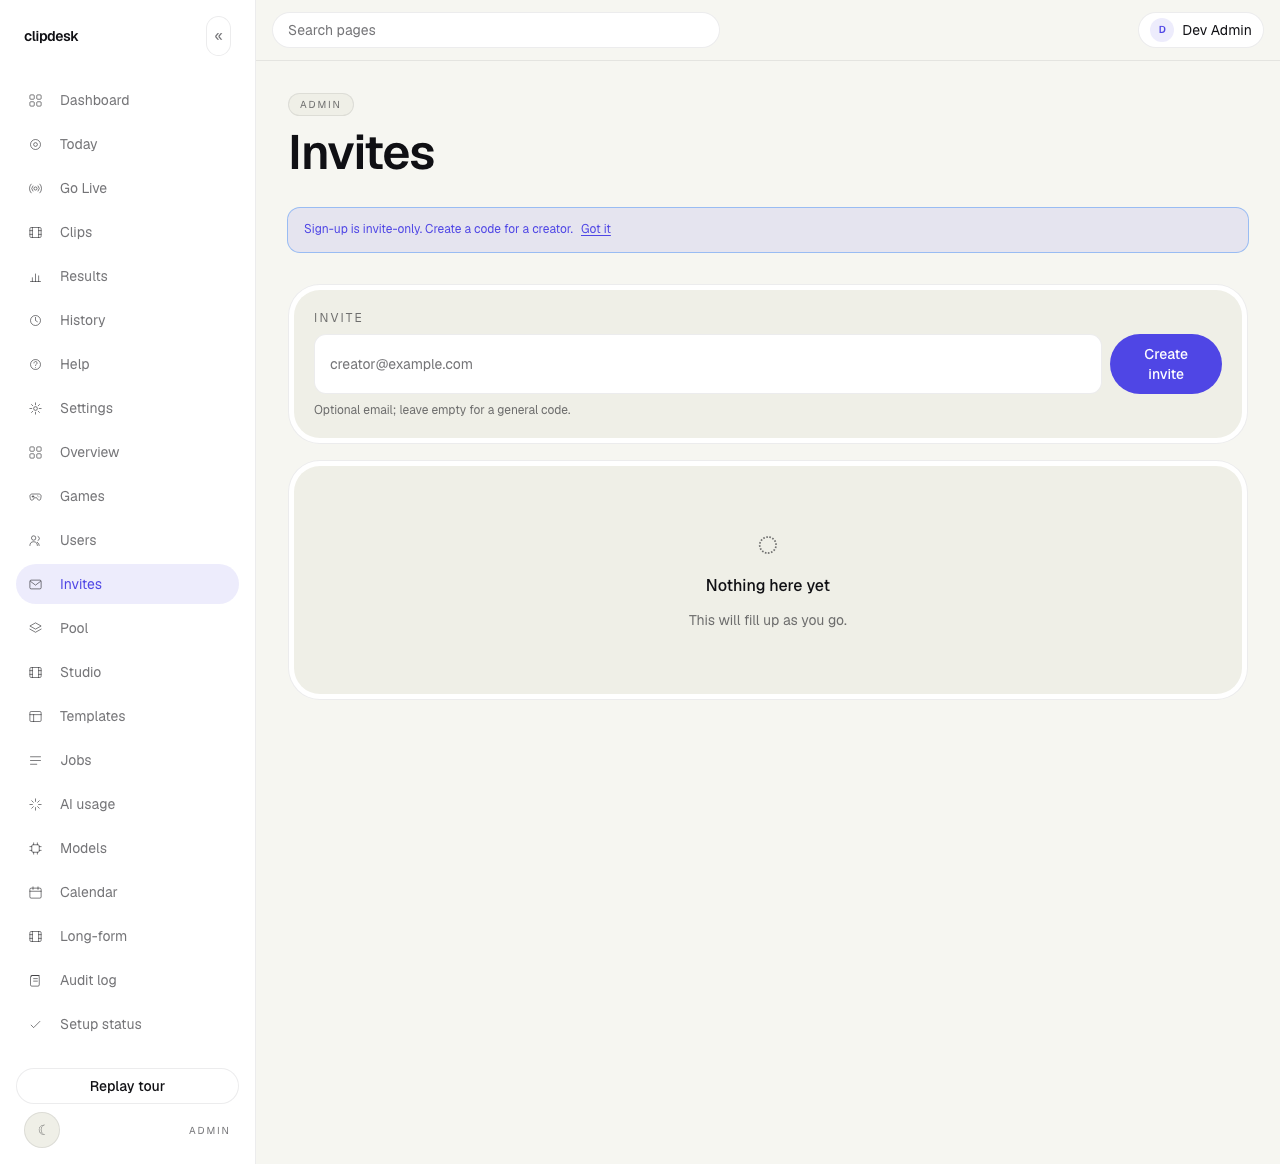 clipdesk
«
Dashboard
Today
Go Live
Clips
Results
History
Help
Settings
Overview
Games
Users
Invites
Pool
Studio
Templates
Jobs
AI usage
Models
Calendar
Long-form
Audit log
Setup status
Replay tour
ADMIN
Search pages
D Dev Admin
ADMIN
Invites
Sign-up is invite-only. Create a code for a creator. Got it
INVITE
creator@example.com
Create
invite
Optional email; leave empty for a general code.
Nothing here yet
This will fill up as you go.